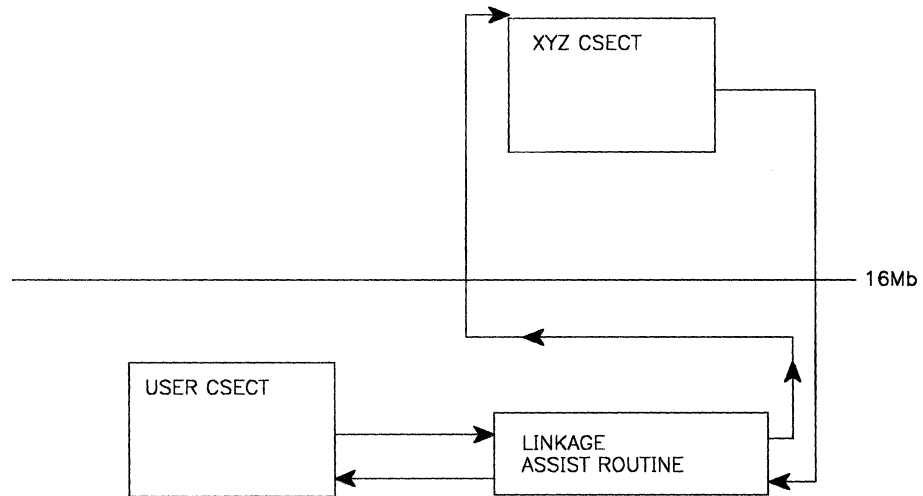 XYZ CSECT
16Mb
USER CSECT
LINKAGE
ASSIST ROUTINE